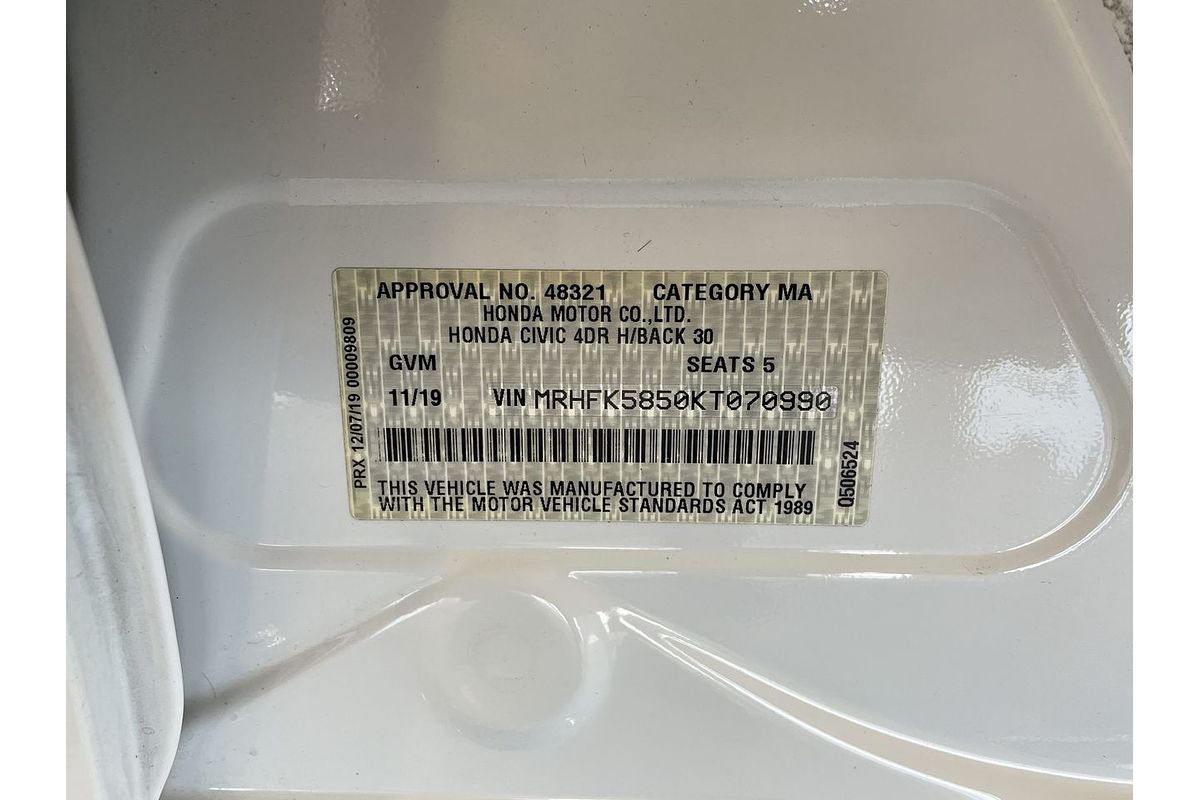 APPROVAL NO. 48321 CATEGORY MA
HONDA MOTOR CO.,LTD.
HONDA CIVIC 4DR H/BACK 30
GVM SEATS 5
11/19 VIN MRHFK5850KT070990
THIS VEHICLE WAS MANUFACTURED TO COMPLY
WITH THE MOTOR VEHICLE STANDARDS ACT 1989
PRX 12/07/19 00009809
Q506524